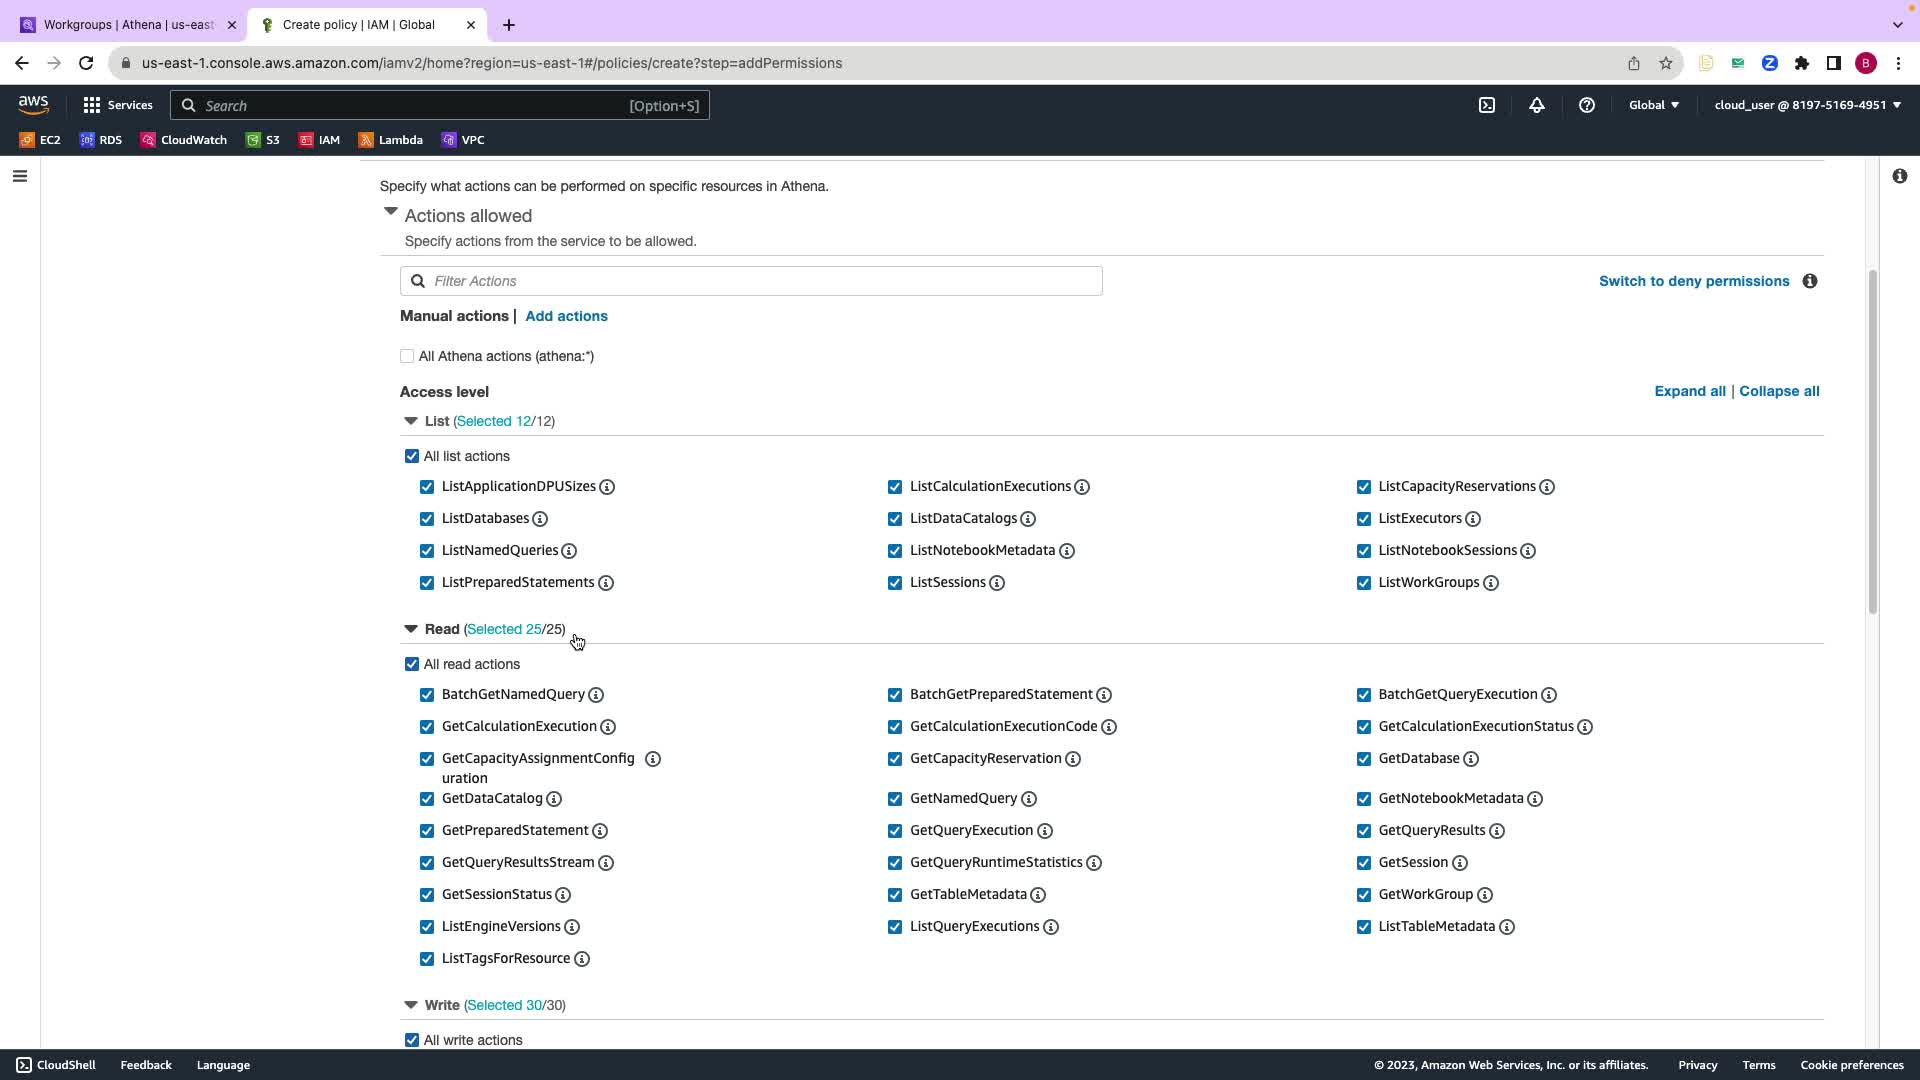 Workgroups | Athena | us-east
Create policy | IAM | Global
us-east-1.console.aws.amazon.com/iamv2/home?region=us-east-1#/policies/create?step=addPermissions
B
aws
Services
Search
[Option+S]
Global
cloud_user @ 8197-5169-4951
EC2
RDS
CloudWatch
S3
IAM
Lambda
VPC
Specify what actions can be performed on specific resources in Athena.
Actions allowed
Specify actions from the service to be allowed.
Filter Actions
Switch to deny permissions
Manual actions | Add actions
All Athena actions (athena:*)
Access level
Expand all | Collapse all
List (Selected 12/12)
All list actions
ListApplicationDPUSizes
ListCalculationExecutions
ListCapacityReservations
ListDatabases
ListDataCatalogs
ListExecutors
ListNamedQueries
ListNotebookMetadata
ListNotebookSessions
ListPreparedStatements
ListSessions
ListWorkGroups
Read (Selected 25/25)
All read actions
BatchGetNamedQuery
BatchGetPreparedStatement
BatchGetQueryExecution
GetCalculationExecution
GetCalculationExecutionCode
GetCalculationExecutionStatus
GetCapacityAssignmentConfig
uration
GetCapacityReservation
GetDatabase
GetDataCatalog
GetNamedQuery
GetNotebookMetadata
GetPreparedStatement
GetQueryExecution
GetQueryResults
GetQueryResultsStream
GetQueryRuntimeStatistics
GetSession
GetSessionStatus
GetTableMetadata
GetWorkGroup
ListEngineVersions
ListQueryExecutions
ListTableMetadata
ListTagsForResource
Write (Selected 30/30)
All write actions
CloudShell
Feedback
Language
© 2023, Amazon Web Services, Inc. or its affiliates.
Privacy
Terms
Cookie preferences